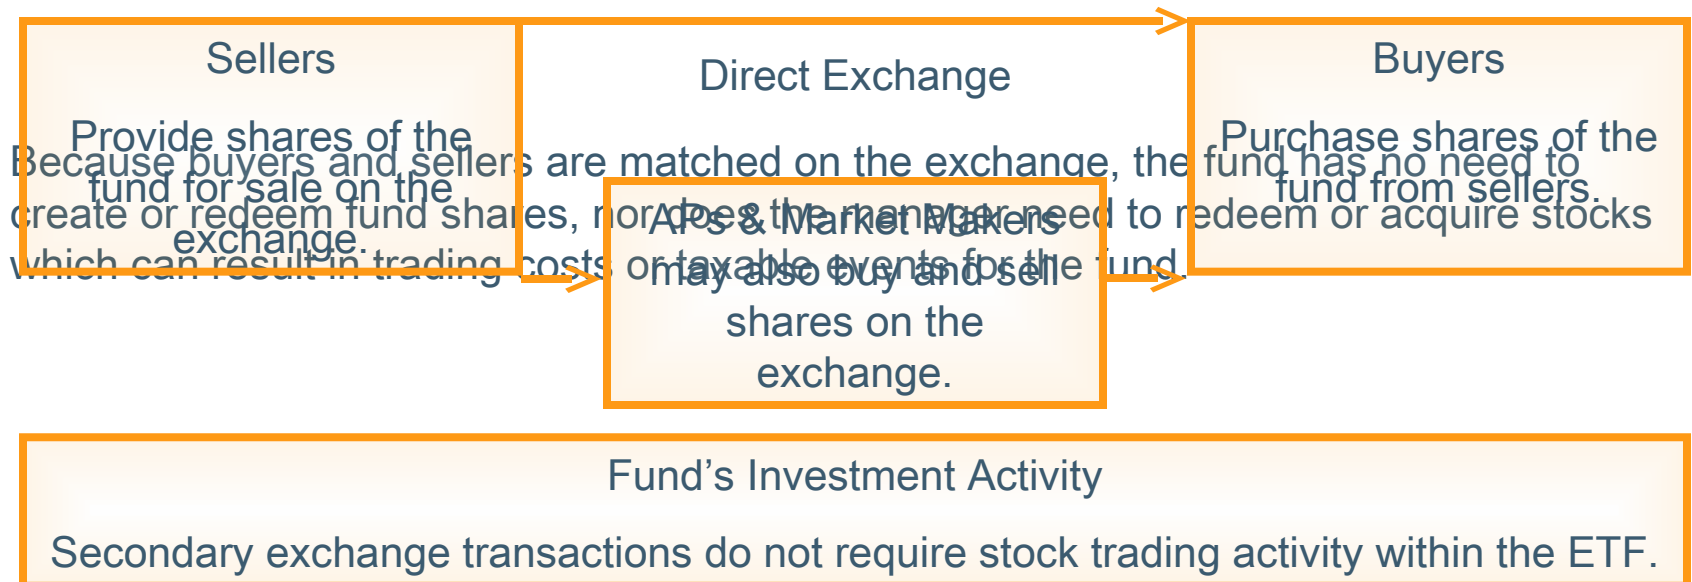 Sellers
Provide shares of the
fund for sale on the
exchange.
Direct Exchange
Buyers
Purchase shares of the
fund from sellers.
Because buyers and sellers are matched on the exchange, the fund has no need to
create or redeem fund shares, nor does the manager need to redeem or acquire stocks
which can result in trading costs or taxable events for the fund.
APs & Market Makers
may also buy and sell
shares on the
exchange.
Fund’s Investment Activity
Secondary exchange transactions do not require stock trading activity within the ETF.